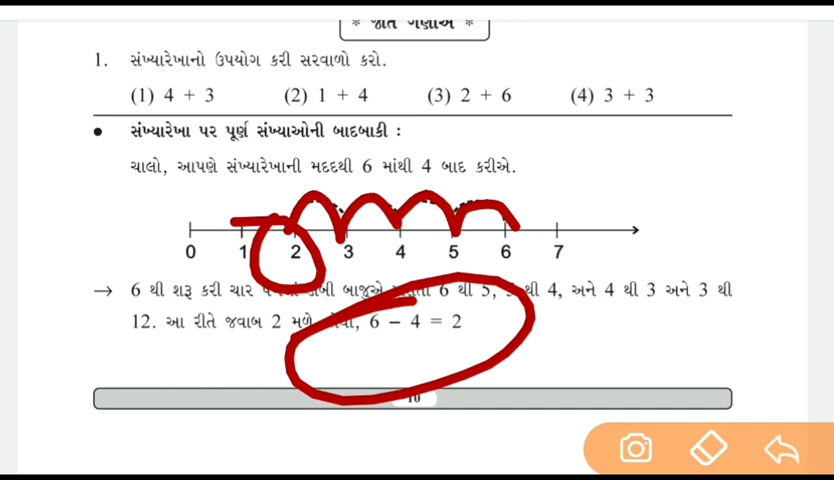 * જાતે ગણીએ *
1. સંખ્યારેખાનો ઉપયોગ કરી સરવાળો કરો.
(1) 4 + 3 (2) 1 + 4 (3) 2 + 6 (4) 3 + 3
● સંખ્યારેખા પર પૂર્ણ સંખ્યાઓની બાદબાકી :
ચાલો, આપણે સંખ્યારેખાની મદદથી 6 માંથી 4 બાદ કરીએ.
0 1 2 3 4 5 6 7
→ 6 થી શરૂ કરી ચાર ડાબી બાજુએ 6 થી 5, થી 4, અને 4 થી 3 અને 3 થી
12. આ રીતે જવાબ 2 મળે 6 – 4 = 2
10